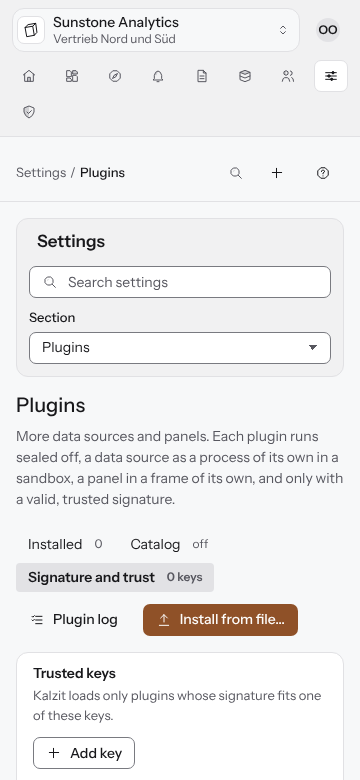 Sunstone Analytics
Vertrieb Nord und Süd
OO
Settings / Plugins
Settings
Search settings
Section
Plugins
Plugins
More data sources and panels. Each plugin runs
sealed off, a data source as a process of its own in a
sandbox, a panel in a frame of its own, and only with
a valid, trusted signature.
Installed 0 Catalog off
Signature and trust 0 keys
Plugin log Install from file…
Trusted keys
Kalzit loads only plugins whose signature fits one
of these keys.
Add key